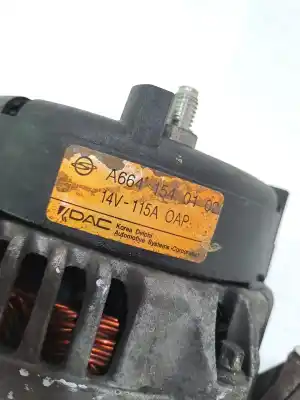 A664 154 01 02
14V-115A OAP.
KDAC Korea Delphi
Automotive Systems Corporation